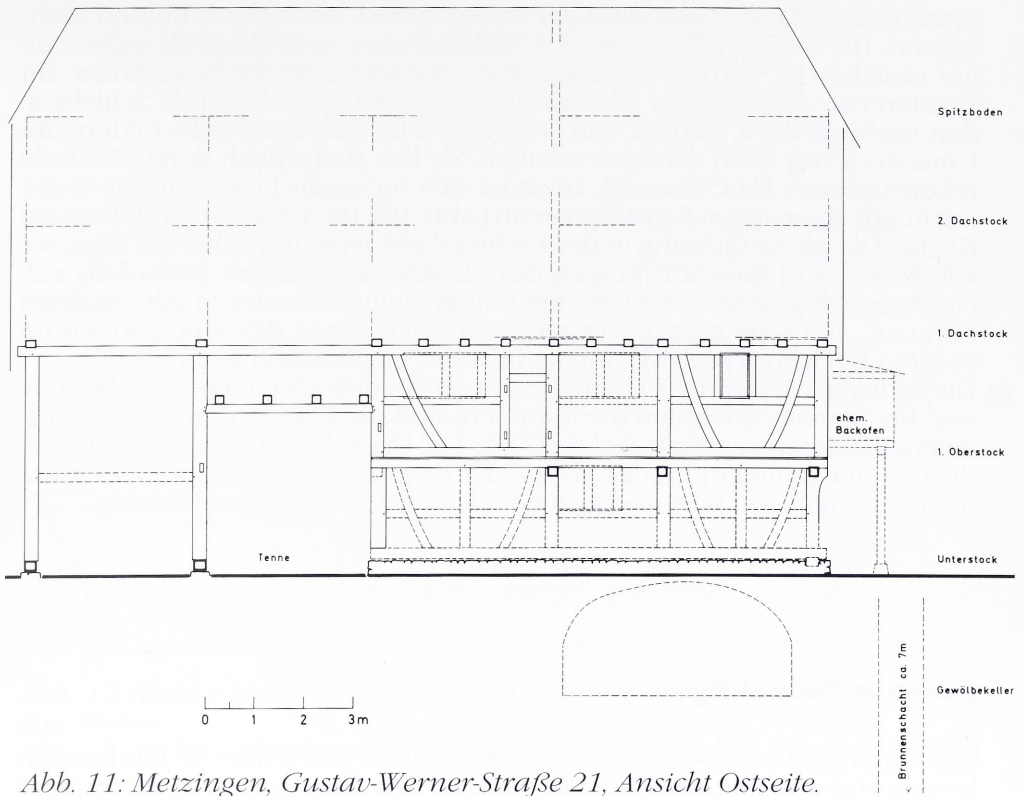 Spitzboden
2. Dachstock
1. Dachstock
ehem.
Backofen
1. Oberstock
Tenne
Unterstock
Brunnenschacht ca. 7m
Gewölbekeller
0 1 2 3m
Abb. 11: Metzingen, Gustav-Werner-Straße 21, Ansicht Ostseite.